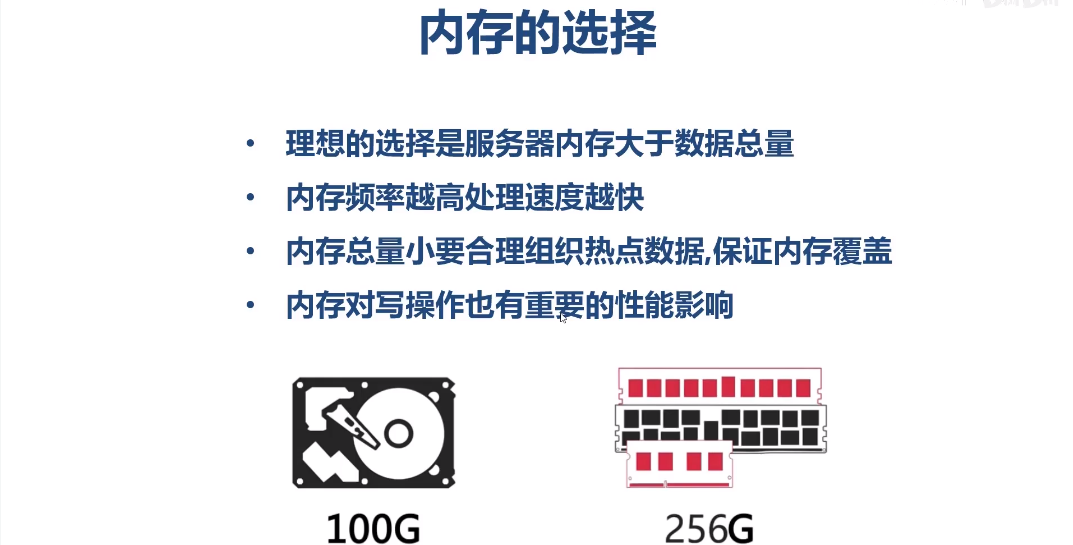 内存的选择
• 理想的选择是服务器内存大于数据总量
• 内存频率越高处理速度越快
• 内存总量小要合理组织热点数据,保证内存覆盖
• 内存对写操作也有重要的性能影响
100G
256G